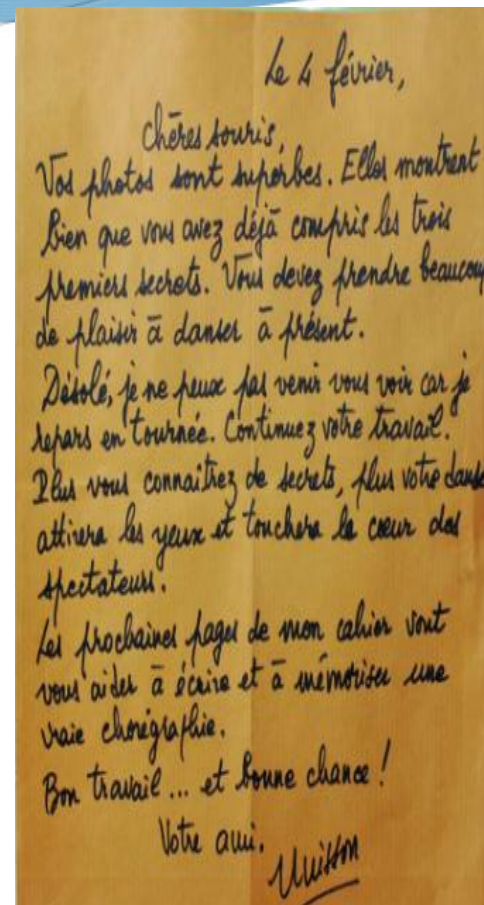 Le 4 février,
Chères souris,
Vos photos sont superbes. Elles montrent
bien que vous avez déjà compris les trois
premiers secrets. Vous devez prendre beaucoup
de plaisir à danser à présent.
Désolé, je ne peux pas venir vous voir car je
repars en tournée. Continuez votre travail.
Plus vous connaîtrez de secrets, plus votre danse
attirera les yeux et touchera le cœur des
spectateurs.
Les prochaines pages de mon cahier vont
vous aider à écrire et à mémoriser une
vraie chorégraphie.
Bon travail... et bonne chance !
Votre ami.
Unisson